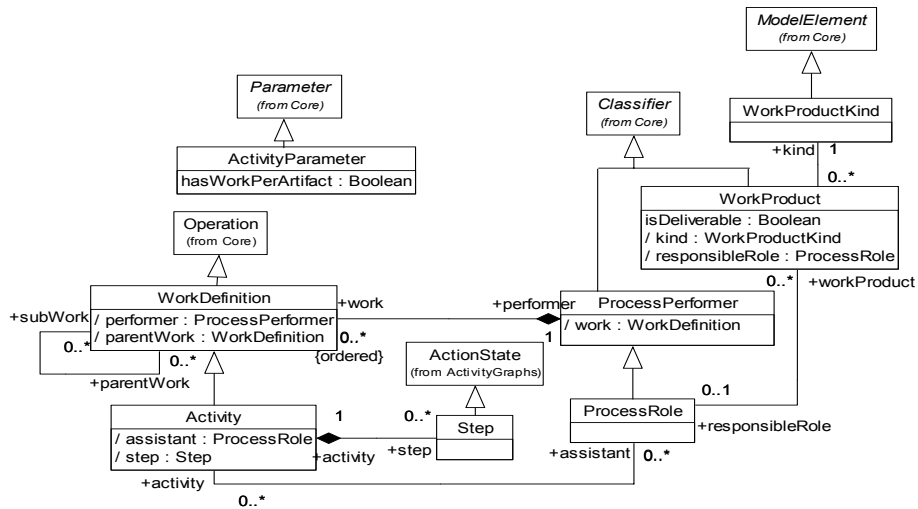 ModelElement
(from Core)
Parameter
(from Core)
Classifier
(from Core)
WorkProductKind
+kind
1
0..*
ActivityParameter
hasWorkPerArtifact : Boolean
WorkProduct
isDeliverable : Boolean
/ kind : WorkProductKind
/ responsibleRole : ProcessRole
Operation
(from Core)
0..*
+workProduct
WorkDefinition
/ performer : ProcessPerformer
/ parentWork : WorkDefinition
+work
0..*
{ordered}
+performer
1
ProcessPerformer
/ work : WorkDefinition
+subWork
0..*
0..*
+parentWork
ActionState
(from ActivityGraphs)
Activity
/ assistant : ProcessRole
/ step : Step
1
+activity
0..*
+step
Step
0..1
ProcessRole
+responsibleRole
+assistant
0..*
+activity
0..*